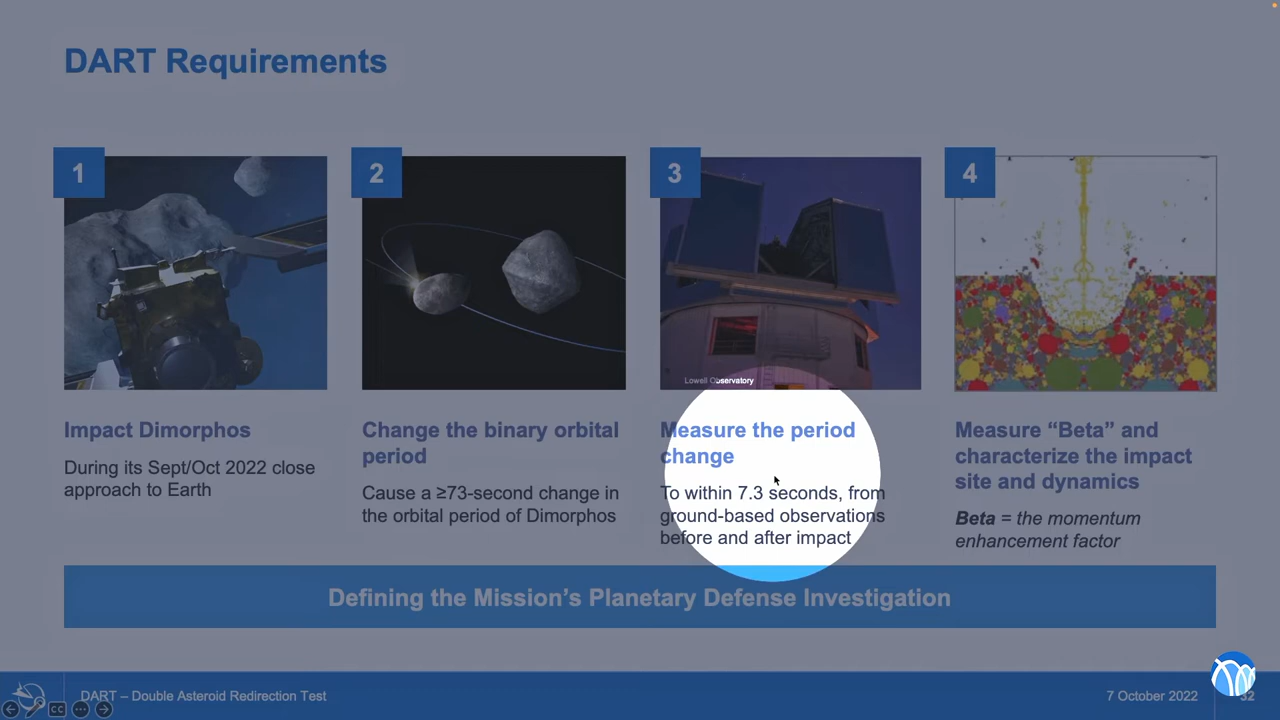 DART Requirements
1
2
3
4
Lowell Observatory
Impact Dimorphos
During its Sept/Oct 2022 close
approach to Earth
Change the binary orbital
period
Cause a ≥73-second change in
the orbital period of Dimorphos
Measure the period
change
To within 7.3 seconds, from
ground-based observations
before and after impact
Measure “Beta” and
characterize the impact
site and dynamics
Beta = the momentum
enhancement factor
Defining the Mission’s Planetary Defense Investigation
DART – Double Asteroid Redirection Test
7 October 2022
32
CC